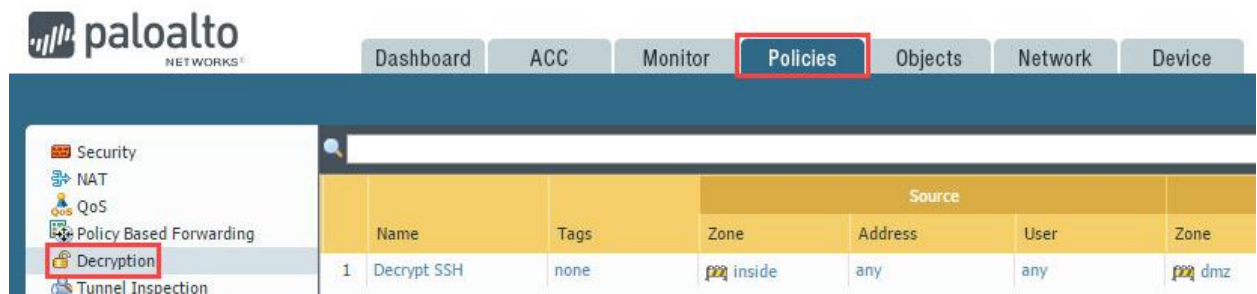 paloalto
NETWORKS®
Dashboard ACC Monitor Policies Objects Network Device
Security
NAT
QoS
QoS
Policy Based Forwarding
Decryption
Tunnel Inspection
Source
Name Tags Zone Address User Zone
1 Decrypt SSH none inside any any dmz